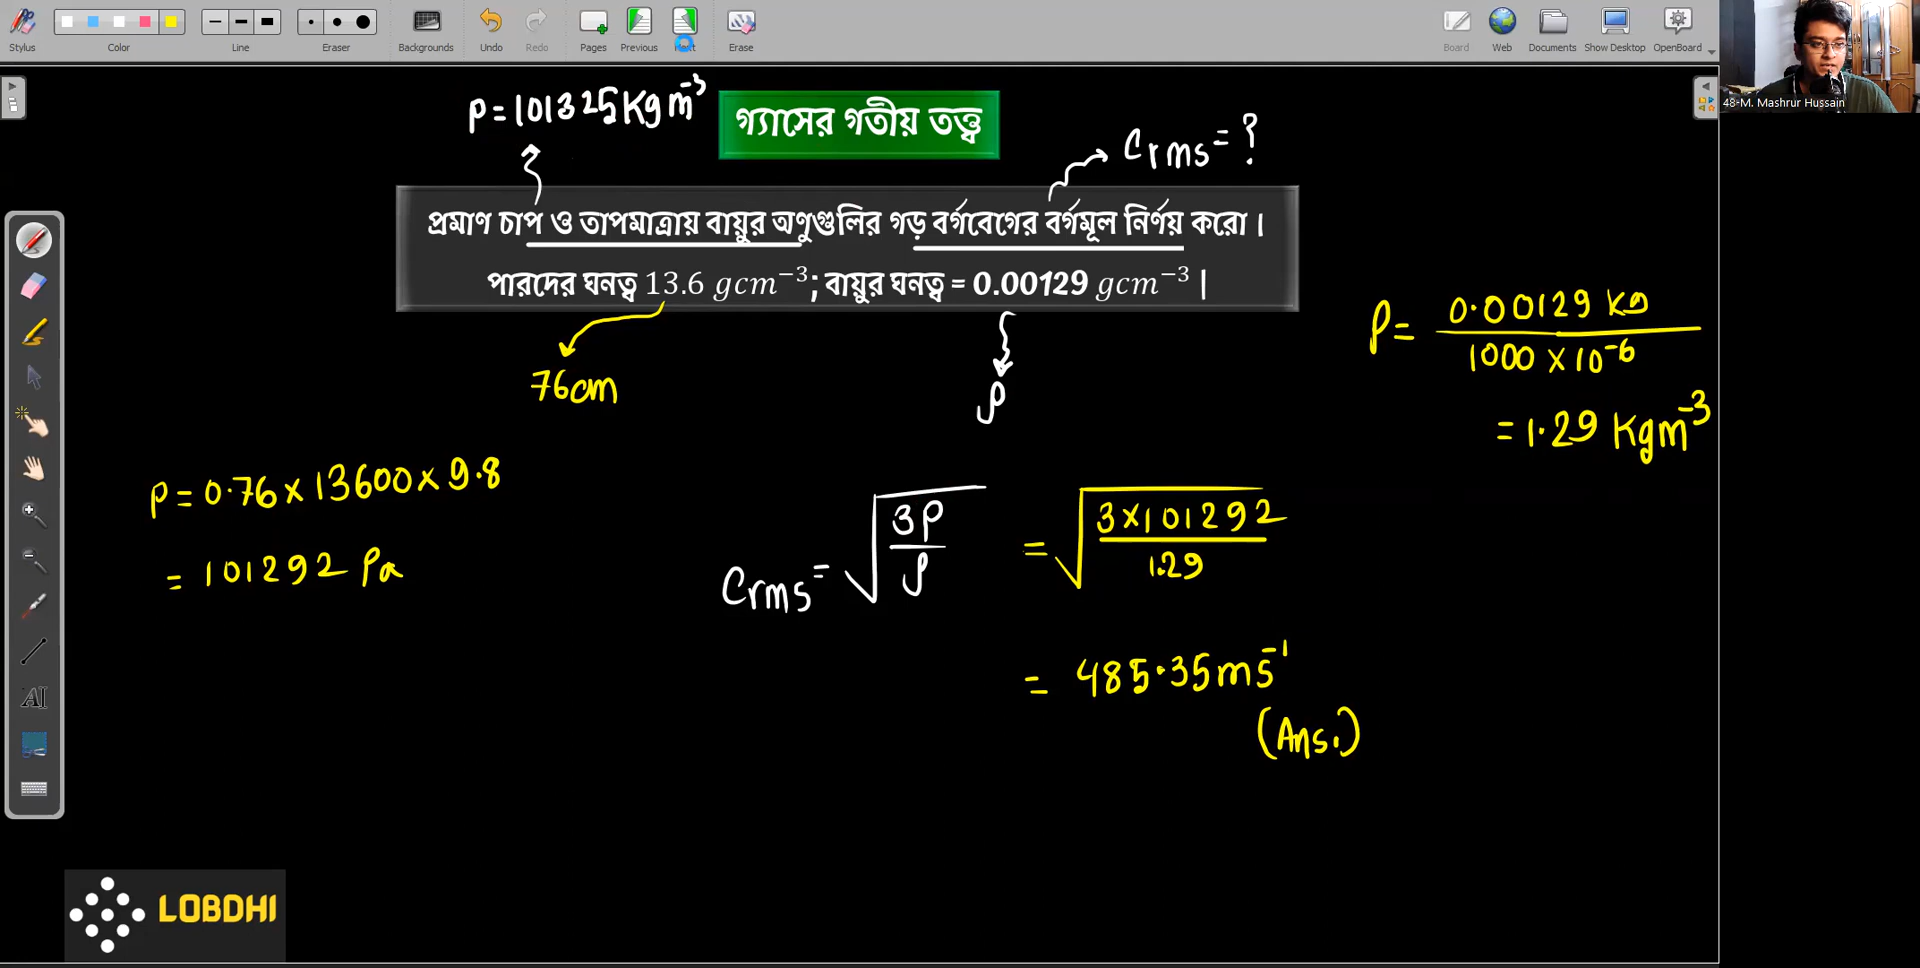 Stylus
Color
Line
Eraser
Backgrounds
Undo
Redo
Pages
Previous
Next
Erase
Board
Web
Documents
Show Desktop
OpenBoard
48-M. Mashrur Hussain
P = 101325 Kg m⁻³
গ্যাসের গতীয় তত্ত্ব
Crms = ?
প্রমাণ চাপ ও তাপমাত্রায় বায়ুর অণুগুলির গড় বর্গবেগের বর্গমূল নির্ণয় করো।
পারদের ঘনত্ব 13.6 gcm⁻³; বায়ুর ঘনত্ব = 0.00129 gcm⁻³।
76cm
ρ
ρ = 0.00129 kg / 1000 × 10⁻⁶
= 1.29 Kgm⁻³
P = 0.76 × 13600 × 9.8
= 101292 Pa
Crms = √(3P/ρ) = √(3×101292/1.29)
= 485.35 ms⁻¹
(Ans.)
AI
LOBDHI